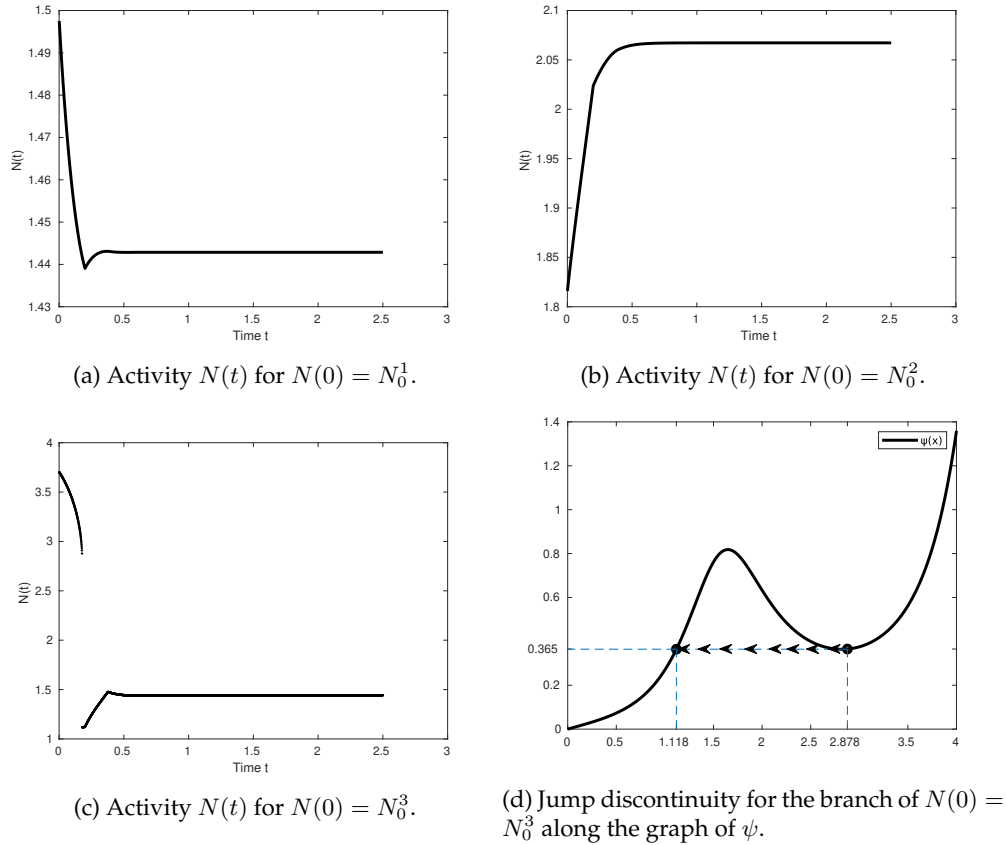 1.5
1.49
1.48
1.47
1.46
1.45
1.44
1.43
N(t)
0 0.5 1 1.5 2 2.5 3
Time t
(a) Activity N(t) for N(0) = N_0^1.
2.1
2.05
2
1.95
1.9
1.85
1.8
N(t)
0 0.5 1 1.5 2 2.5 3
Time t
(b) Activity N(t) for N(0) = N_0^2.
4
3.5
3
2.5
2
1.5
1
N(t)
0 0.5 1 1.5 2 2.5 3
Time t
(c) Activity N(t) for N(0) = N_0^3.
1.4
1.2
1
0.8
0.6
0.365
0.2
0
ψ(x)
0 0.5 1.118 1.5 2 2.878 3.5 4
(d) Jump discontinuity for the branch of N(0) =
N_0^3 along the graph of ψ.